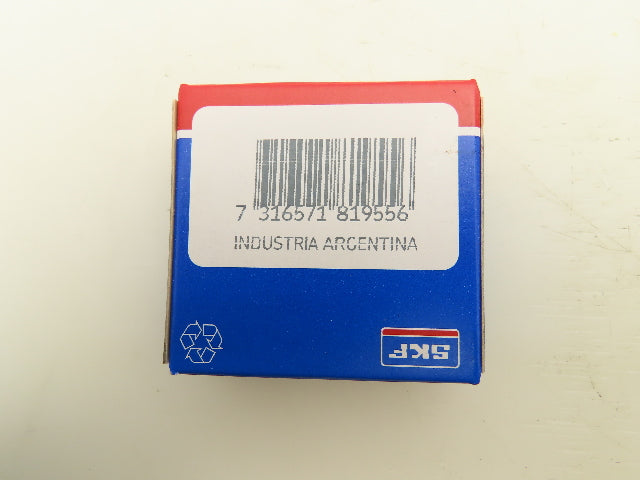 7 316571 819556
INDUSTRIA ARGENTINA
SKF